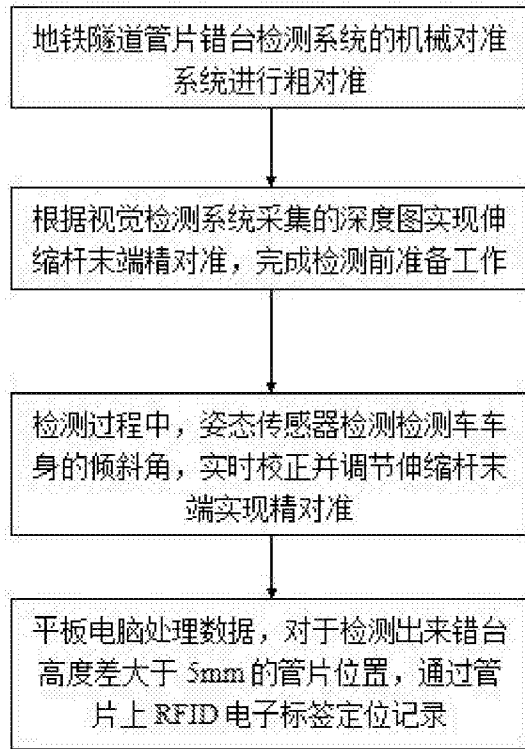 地铁隧道管片错台检测系统的机械对准
系统进行粗对准
根据视觉检测系统采集的深度图实现伸
缩杆末端精对准，完成检测前准备工作
检测过程中，姿态传感器检测检测车车
身的倾斜角，实时校正并调节伸缩杆末
端实现精对准
平板电脑处理数据，对于检测出来错台
高度差大于 5mm 的管片位置，通过管
片上 RFID 电子标签定位记录